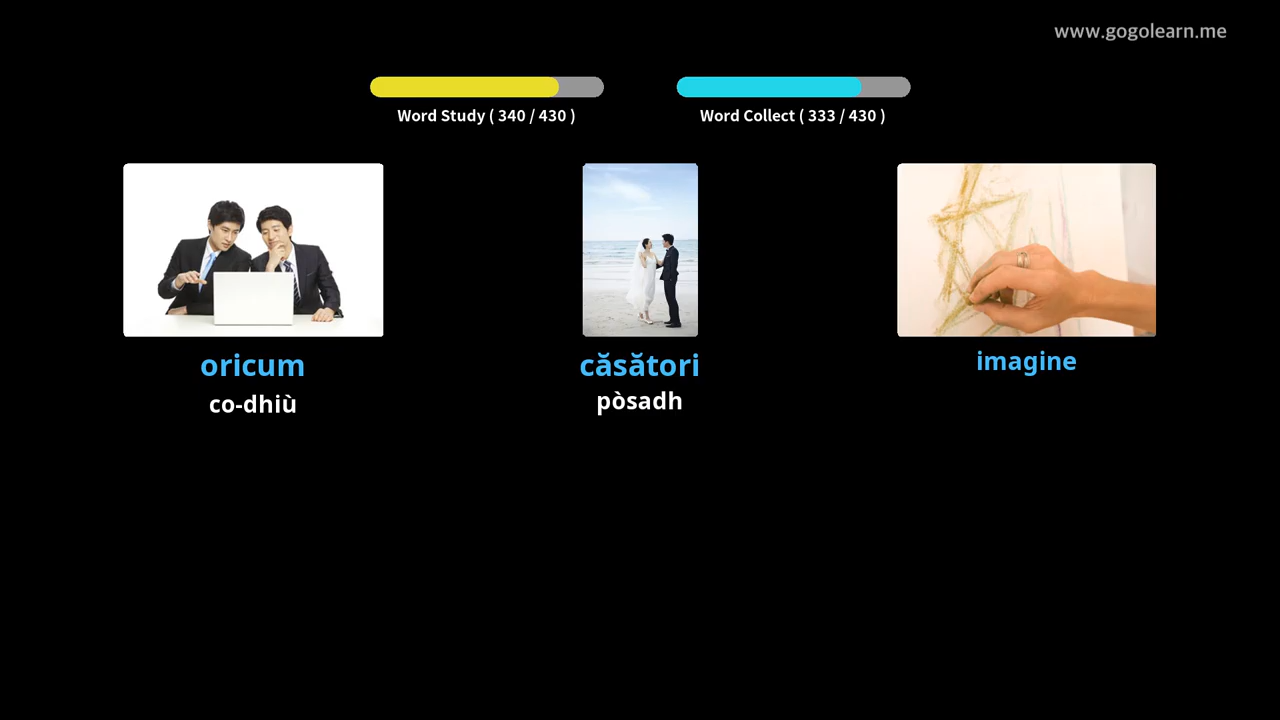 www.gogolearn.me
Word Study ( 340 / 430 )
Word Collect ( 333 / 430 )
oricum
co-dhiù
căsători
pòsadh
imagine